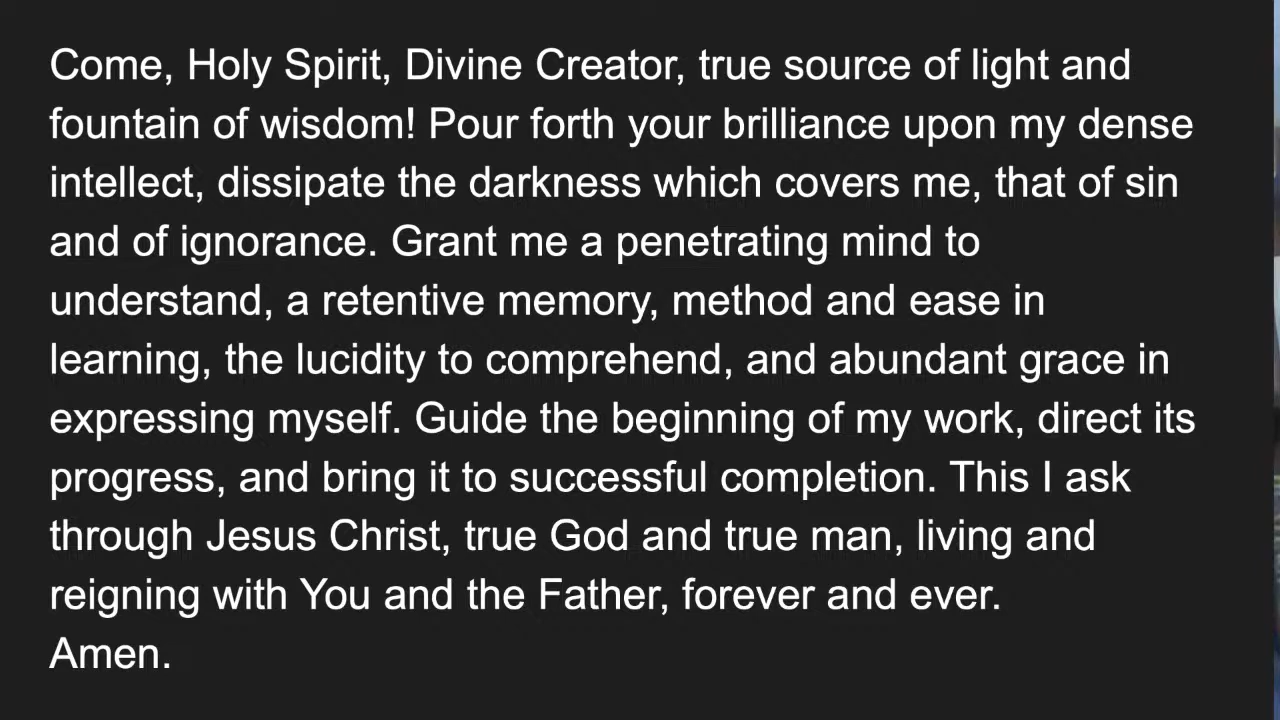 Come, Holy Spirit, Divine Creator, true source of light and
fountain of wisdom! Pour forth your brilliance upon my dense
intellect, dissipate the darkness which covers me, that of sin
and of ignorance. Grant me a penetrating mind to
understand, a retentive memory, method and ease in
learning, the lucidity to comprehend, and abundant grace in
expressing myself. Guide the beginning of my work, direct its
progress, and bring it to successful completion. This I ask
through Jesus Christ, true God and true man, living and
reigning with You and the Father, forever and ever.
Amen.